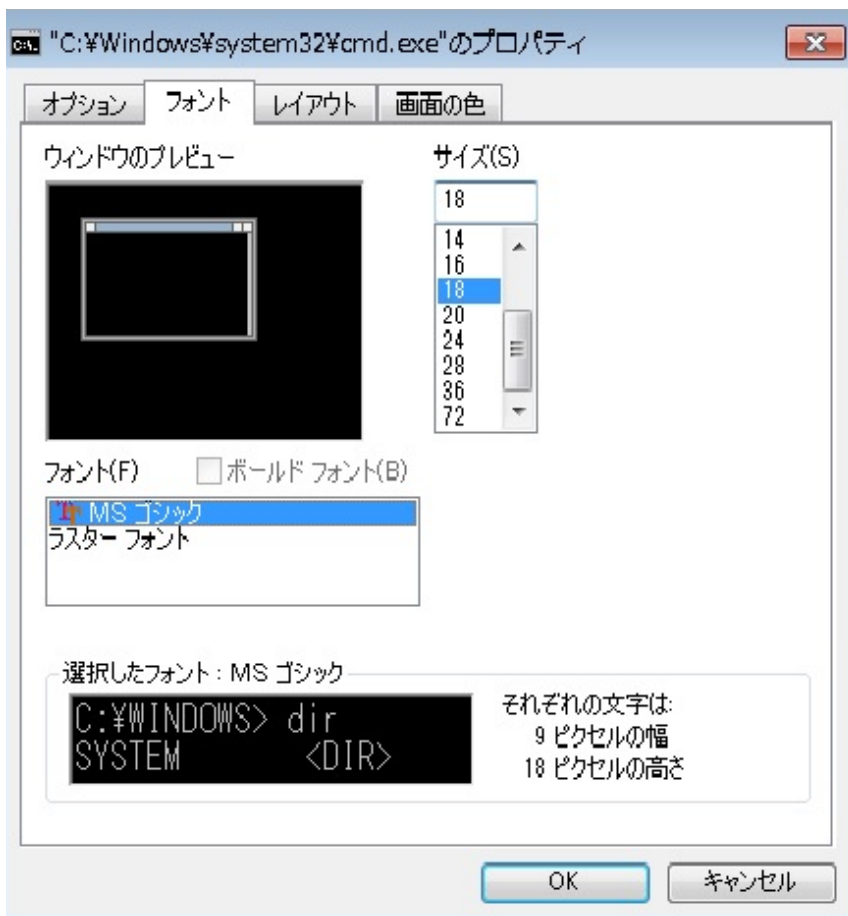 "C:¥Windows¥system32¥cmd.exe"のプロパティ
オプション フォント レイアウト 画面の色
ウィンドウのプレビュー
サイズ(S)
18
14
16
18
20
24
28
36
72
フォント(F) ボールド フォント(B)
MS ゴシック
ラスター フォント
選択したフォント : MS ゴシック
C:¥WINDOWS> dir
SYSTEM <DIR>
それぞれの文字は:
9 ピクセルの幅
18 ピクセルの高さ
OK キャンセル